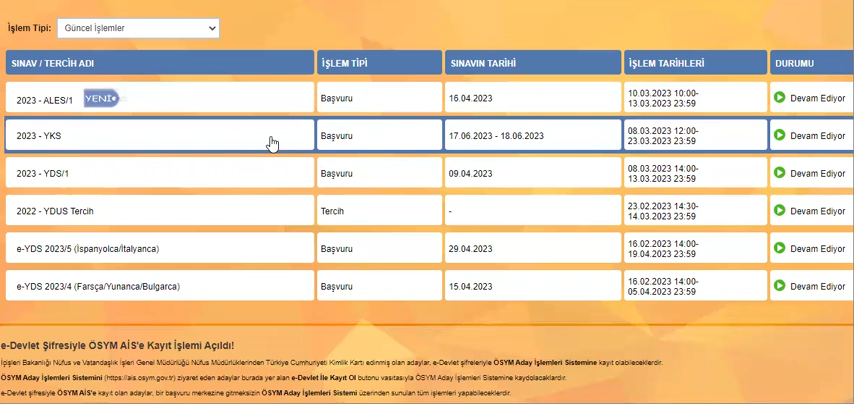 İşlem Tipi: Güncel İşlemler
SINAV / TERCİH ADI İŞLEM TİPİ SINAVIN TARİHİ İŞLEM TARİHLERİ DURUMU
2023 - ALES/1 YENİ Başvuru 16.04.2023 10.03.2023 10:00-
13.03.2023 23:59 Devam Ediyor
2023 - YKS Başvuru 17.06.2023 - 18.06.2023 08.03.2023 12:00-
23.03.2023 23:59 Devam Ediyor
2023 - YDS/1 Başvuru 09.04.2023 08.03.2023 14:00-
13.03.2023 23:59 Devam Ediyor
2022 - YDUS Tercih Tercih - 23.02.2023 14:30-
14.03.2023 23:59 Devam Ediyor
e-YDS 2023/5 (İspanyolca/İtalyanca) Başvuru 29.04.2023 16.02.2023 14:00-
19.04.2023 23:59 Devam Ediyor
e-YDS 2023/4 (Farsça/Yunanca/Bulgarca) Başvuru 15.04.2023 16.02.2023 14:00-
05.04.2023 23:59 Devam Ediyor
e-Devlet Şifresiyle ÖSYM AİS'e Kayıt İşlemi Açıldı!
İçişleri Bakanlığı Nüfus ve Vatandaşlık İşleri Genel Müdürlüğü Nüfus Müdürlüklerinden Türkiye Cumhuriyeti Kimlik Kartı edinmiş olan adaylar, e-Devlet şifreleriyle ÖSYM Aday İşlemleri Sistemine kayıt olabileceklerdir.
ÖSYM Aday İşlemleri Sistemini (https://ais.osym.gov.tr) ziyaret eden adaylar burada yer alan e-Devlet İle Kayıt Ol butonu vasıtasıyla ÖSYM Aday İşlemleri Sistemine kaydolacaklardır.
e-Devlet şifresiyle ÖSYM AİS'e kayıt olan adaylar, bir başvuru merkezine gitmeksizin ÖSYM Aday İşlemleri Sistemi üzerinden sunulan tüm işlemleri yapabileceklerdir.